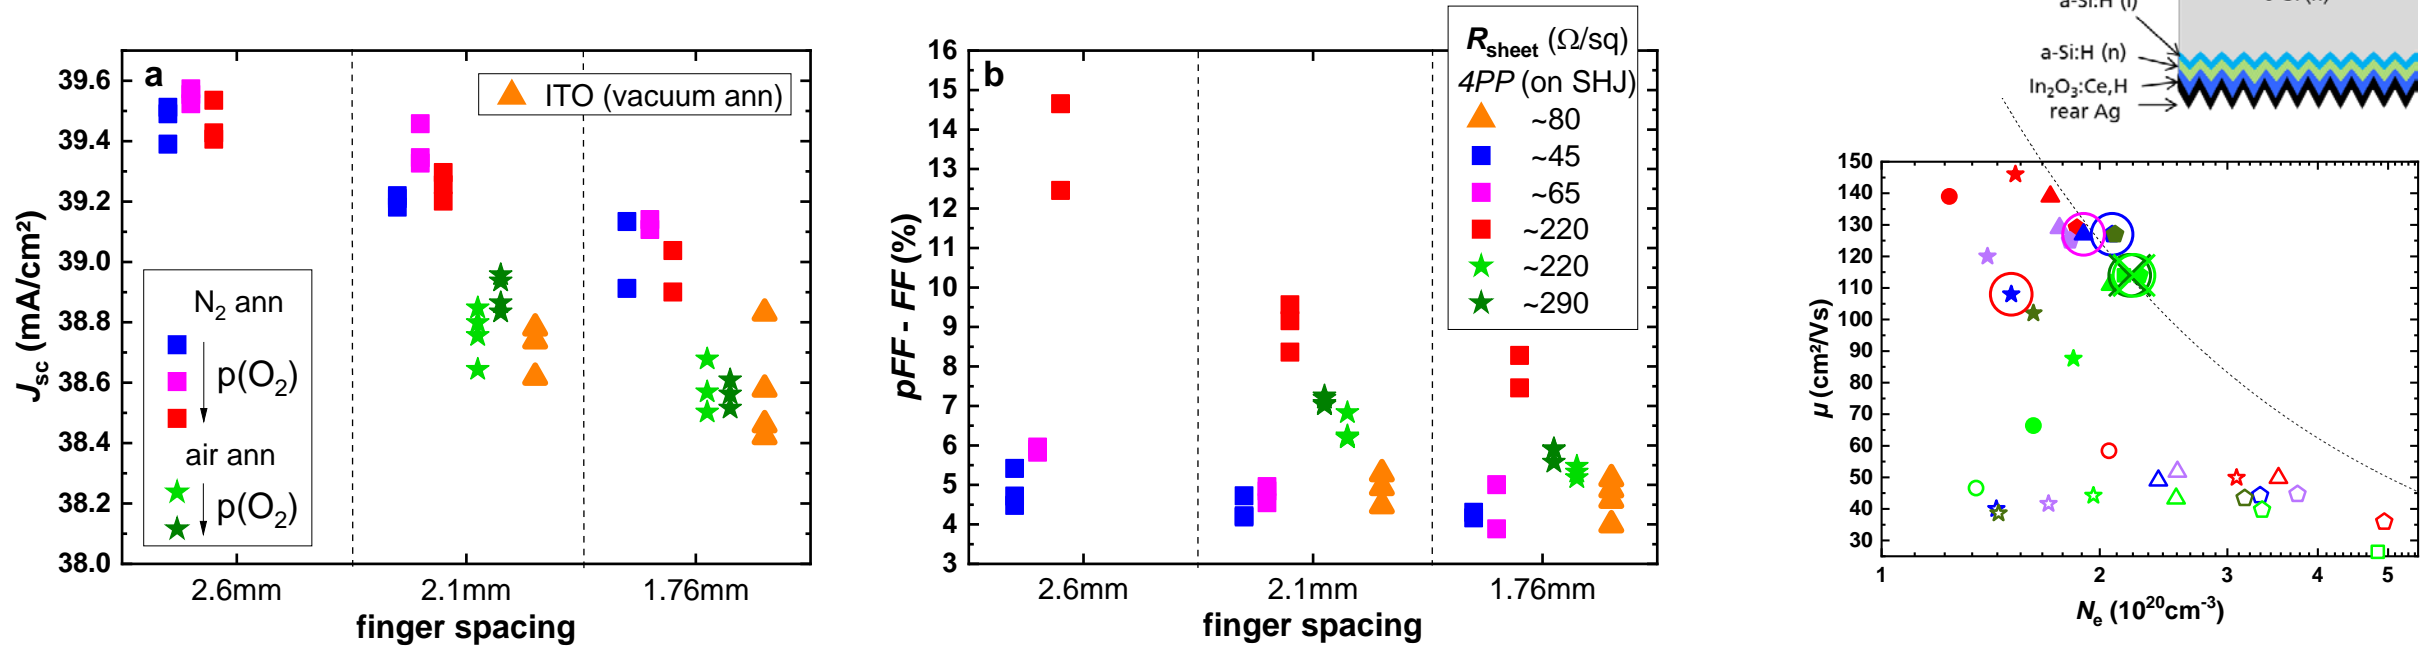 a
39.6
39.4
39.2
39.0
38.8
38.6
38.4
38.2
38.0
Jsc (mA/cm²)
ITO (vacuum ann)
N2 ann
p(O2)
air ann
p(O2)
2.6mm
2.1mm
1.76mm
finger spacing
b
16
15
14
13
12
11
10
9
8
7
6
5
4
3
pFF - FF (%)
Rsheet (Ω/sq)
4PP (on SHJ)
~80
~45
~65
~220
~220
~290
2.6mm
2.1mm
1.76mm
finger spacing
a-Si:H (n)
In2O3:Ce,H
rear Ag
150
140
130
120
110
100
90
80
70
60
50
40
30
μ (cm²/Vs)
1
2
3
4
5
Ne (10²⁰cm⁻³)